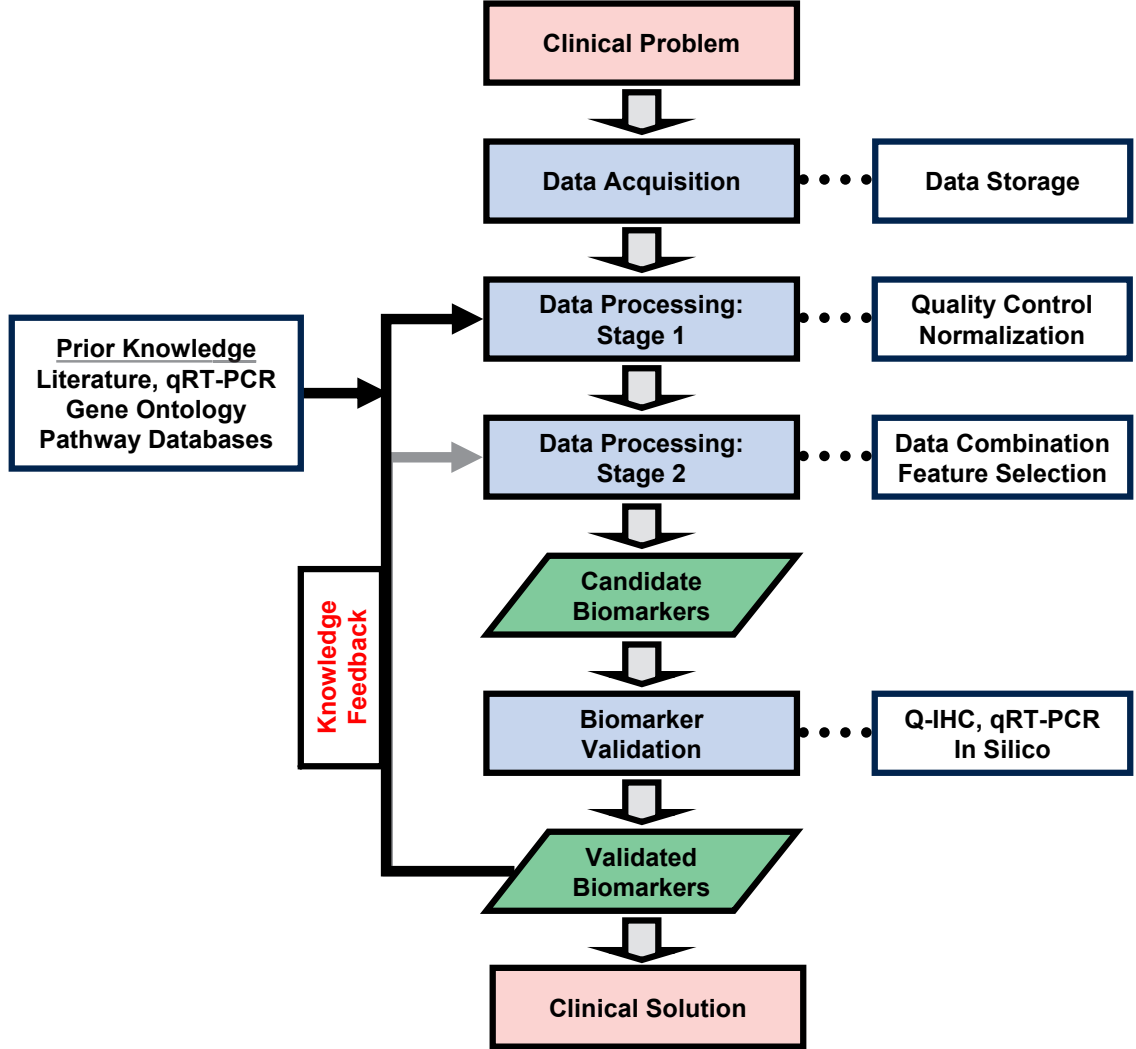 Clinical Problem
Data Acquisition
Data Storage
Data Processing:
Stage 1
Quality Control
Normalization
Prior Knowledge
Literature, qRT-PCR
Gene Ontology
Pathway Databases
Data Processing:
Stage 2
Data Combination
Feature Selection
Candidate
Biomarkers
Knowledge
Feedback
Biomarker
Validation
Q-IHC, qRT-PCR
In Silico
Validated
Biomarkers
Clinical Solution